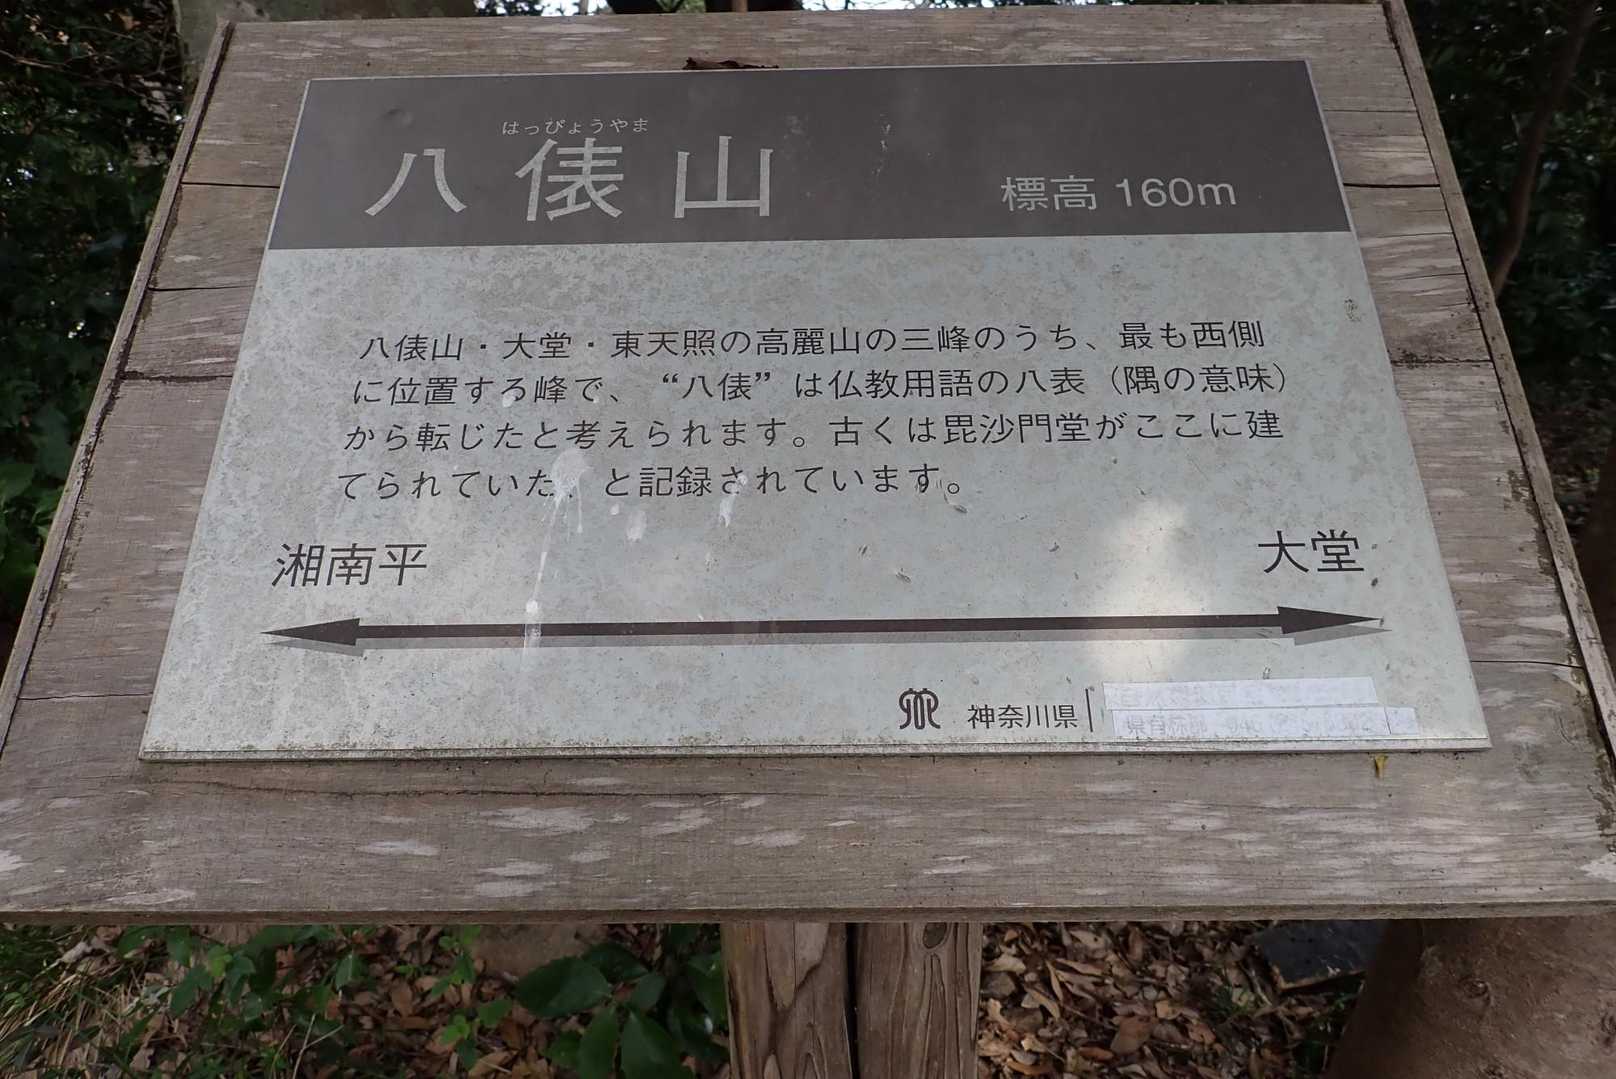 はっぴょうやま
八俵山 標高 160m
八俵山・大堂・東天照の高麗山の三峰のうち、最も西側
に位置する峰で、“八俵”は仏教用語の八表（隅の意味）
から転じたと考えられます。古くは毘沙門堂がここに建
てられていた、と記録されています。
湘南平 大堂
神奈川県